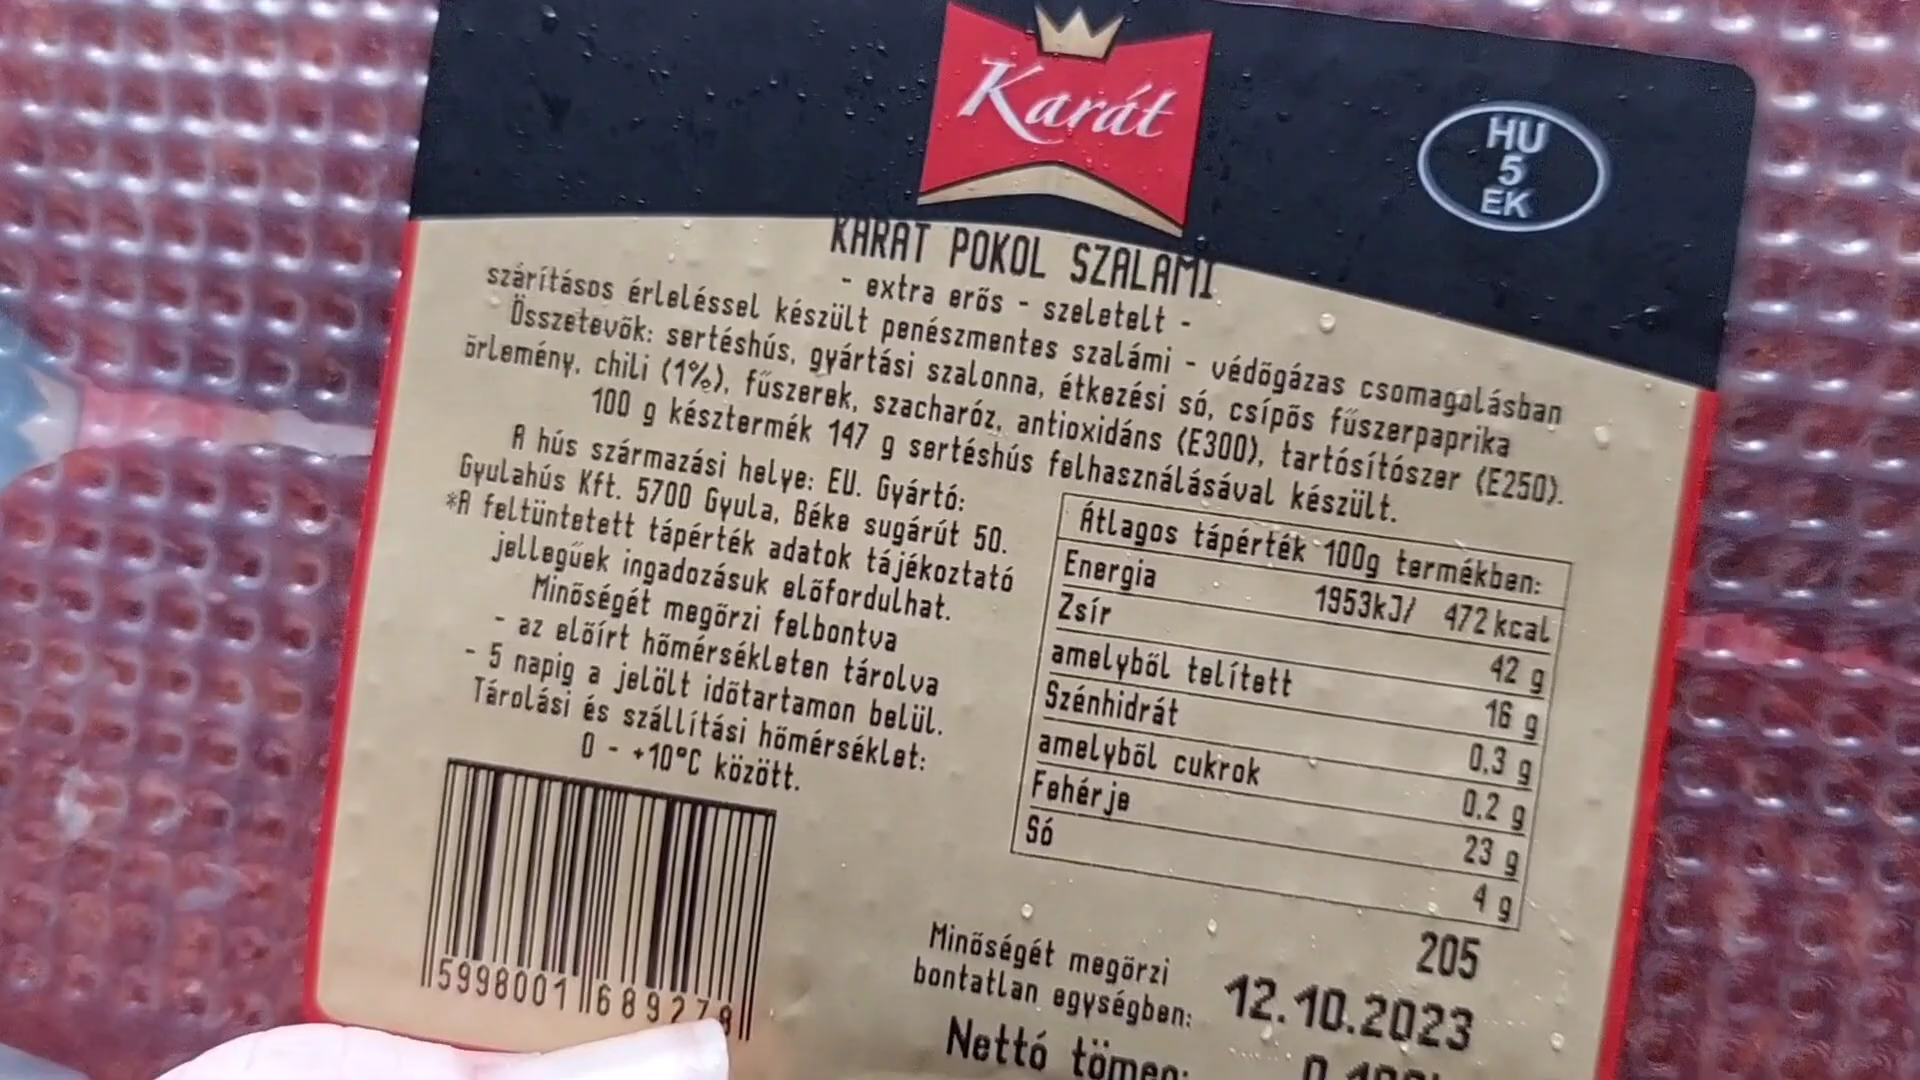 Karát
HU
5
EK
KARÁT POKOL SZALÁMI
- extra erős - szeletelt -
szárításos érleléssel készült penészmentes szalámi - védőgázas csomagolásban
Összetevők: sertéshús, gyártási szalonna, étkezési só, csípős fűszerpaprika
őrlemény, chili (1%), fűszerek, szacharóz, antioxidáns (E300), tartósítószer (E250).
100 g késztermék 147 g sertéshús felhasználásával készült.
A hús származási helye: EU. Gyártó:
Gyulahús Kft. 5700 Gyula, Béke sugárút 50.
*A feltüntetett tápérték adatok tájékoztató
jellegűek ingadozásuk előfordulhat.
Minőségét megőrzi felbontva
- az előírt hőmérsékleten tárolva
- 5 napig a jelölt időtartamon belül.
Tárolási és szállítási hőmérséklet:
0 - +10°C között.
Átlagos tápérték 100g termékben:
Energia 1953kJ/ 472kcal
Zsír 42 g
amelyből telített 16 g
Szénhidrát 0,3 g
amelyből cukrok 0,2 g
Fehérje 23 g
Só 4 g
5998001 689278
205
Minőségét megőrzi
bontatlan egységben: 12.10.2023
Nettó